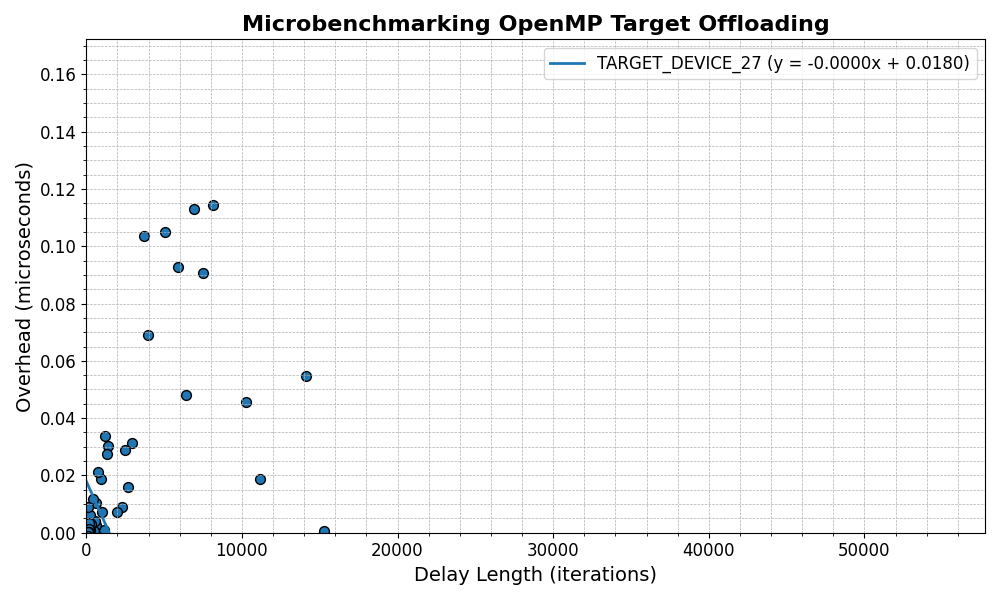 Microbenchmarking OpenMP Target Offloading
TARGET_DEVICE_27 (y = -0.0000x + 0.0180)
Overhead (microseconds)
0.16
0.14
0.12
0.10
0.08
0.06
0.04
0.02
0.00
0 10000 20000 30000 40000 50000
Delay Length (iterations)